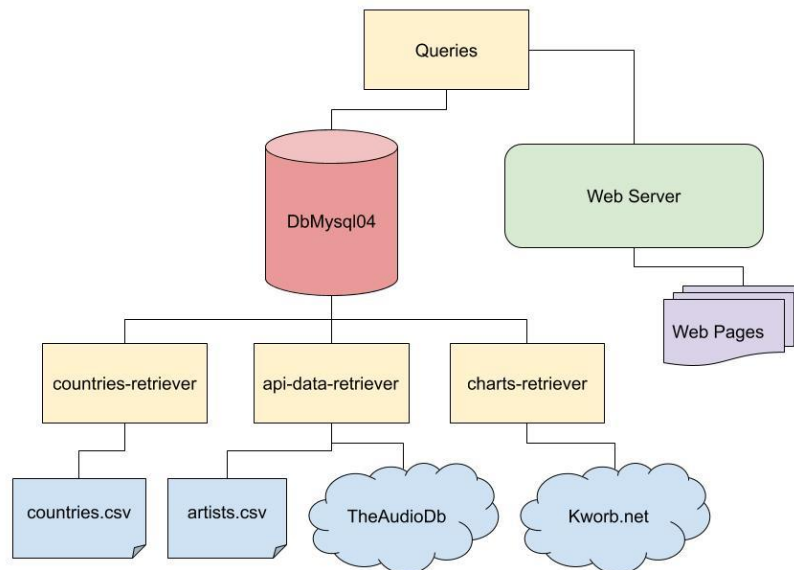 Queries
DbMysql04
Web Server
Web Pages
countries-retriever
api-data-retriever
charts-retriever
countries.csv
artists.csv
TheAudioDb
Kworb.net